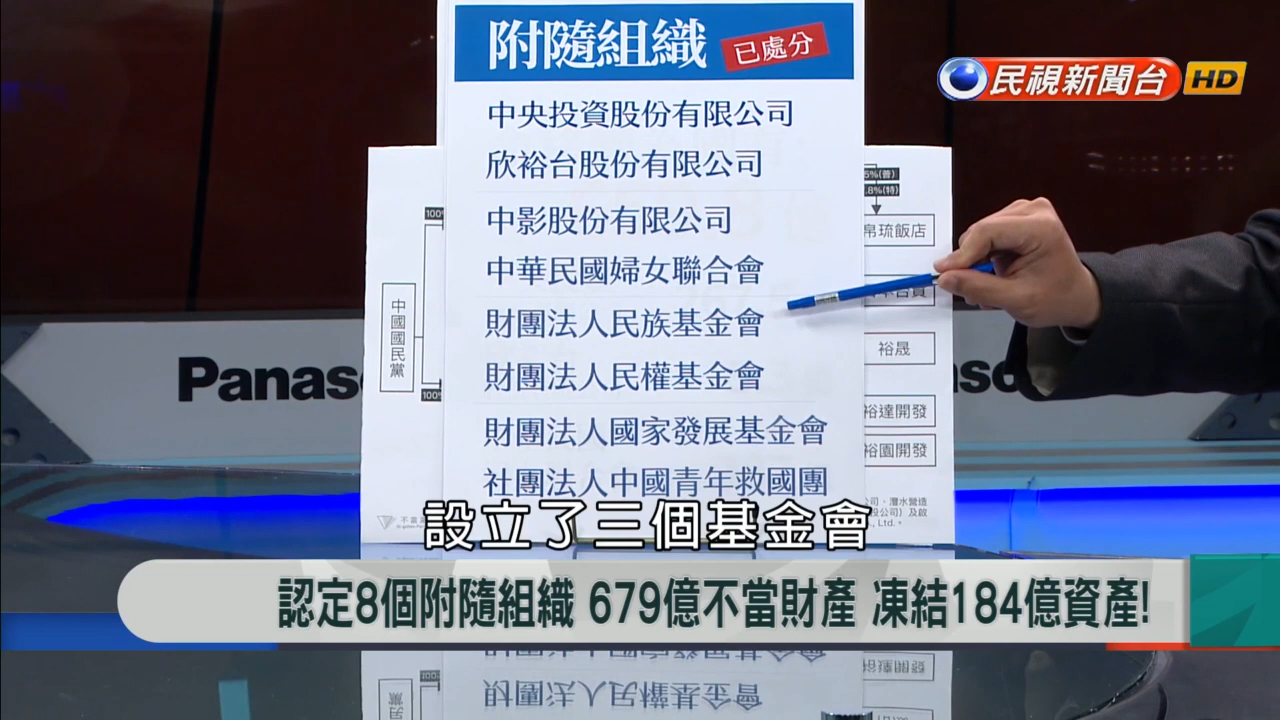 附隨組織 已處分
民視新聞台 HD
中央投資股份有限公司
欣裕台股份有限公司
中影股份有限公司
中華民國婦女聯合會
財團法人民族基金會
財團法人民權基金會
財團法人國家發展基金會
社團法人中國青年救國團
中國國民黨
100%
裕晟
裕達開發
裕園開發
Panaso
設立了三個基金會
認定8個附隨組織 679億不當財產 凍結184億資產!